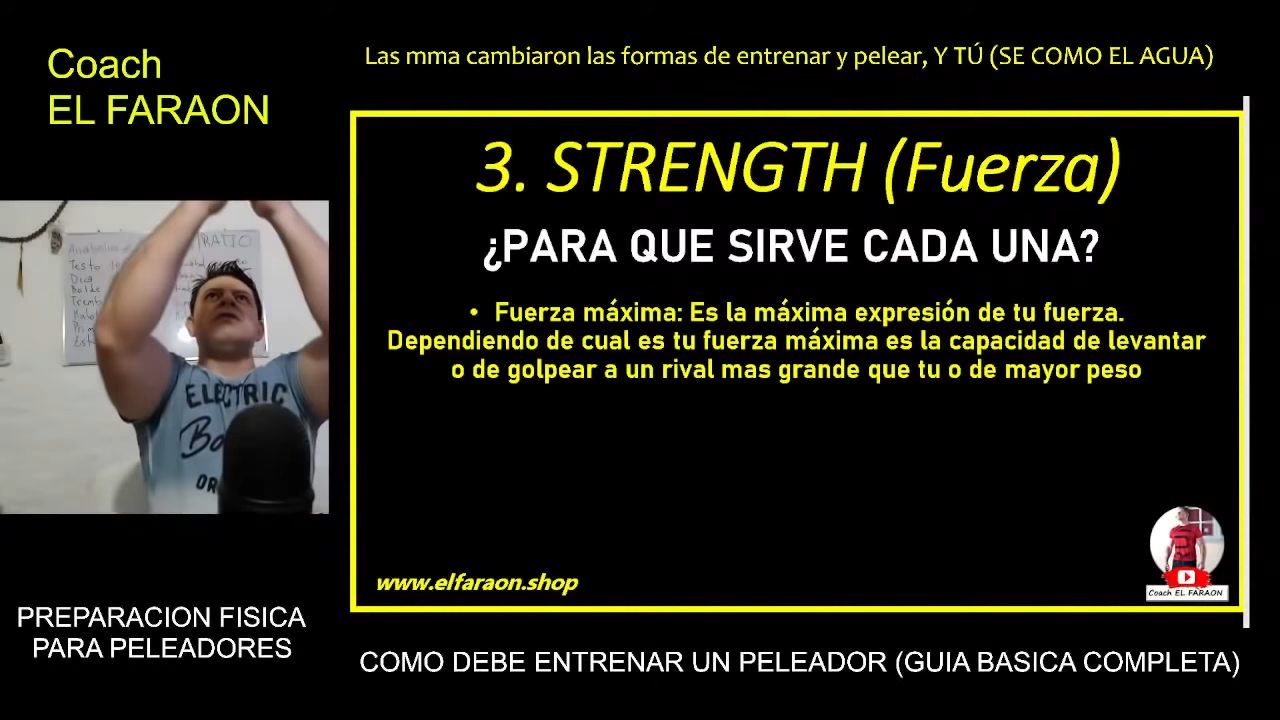 Coach
EL FARAON
Las mma cambiaron las formas de entrenar y pelear, Y TÚ (SE COMO EL AGUA)
3. STRENGTH (Fuerza)
¿PARA QUE SIRVE CADA UNA?
• Fuerza máxima: Es la máxima expresión de tu fuerza.
Dependiendo de cual es tu fuerza máxima es la capacidad de levantar
o de golpear a un rival mas grande que tu o de mayor peso
RATIO
Testo
ELECTRIC
www.elfaraon.shop
Coach EL FARAON
PREPARACION FISICA
PARA PELEADORES
COMO DEBE ENTRENAR UN PELEADOR (GUIA BASICA COMPLETA)